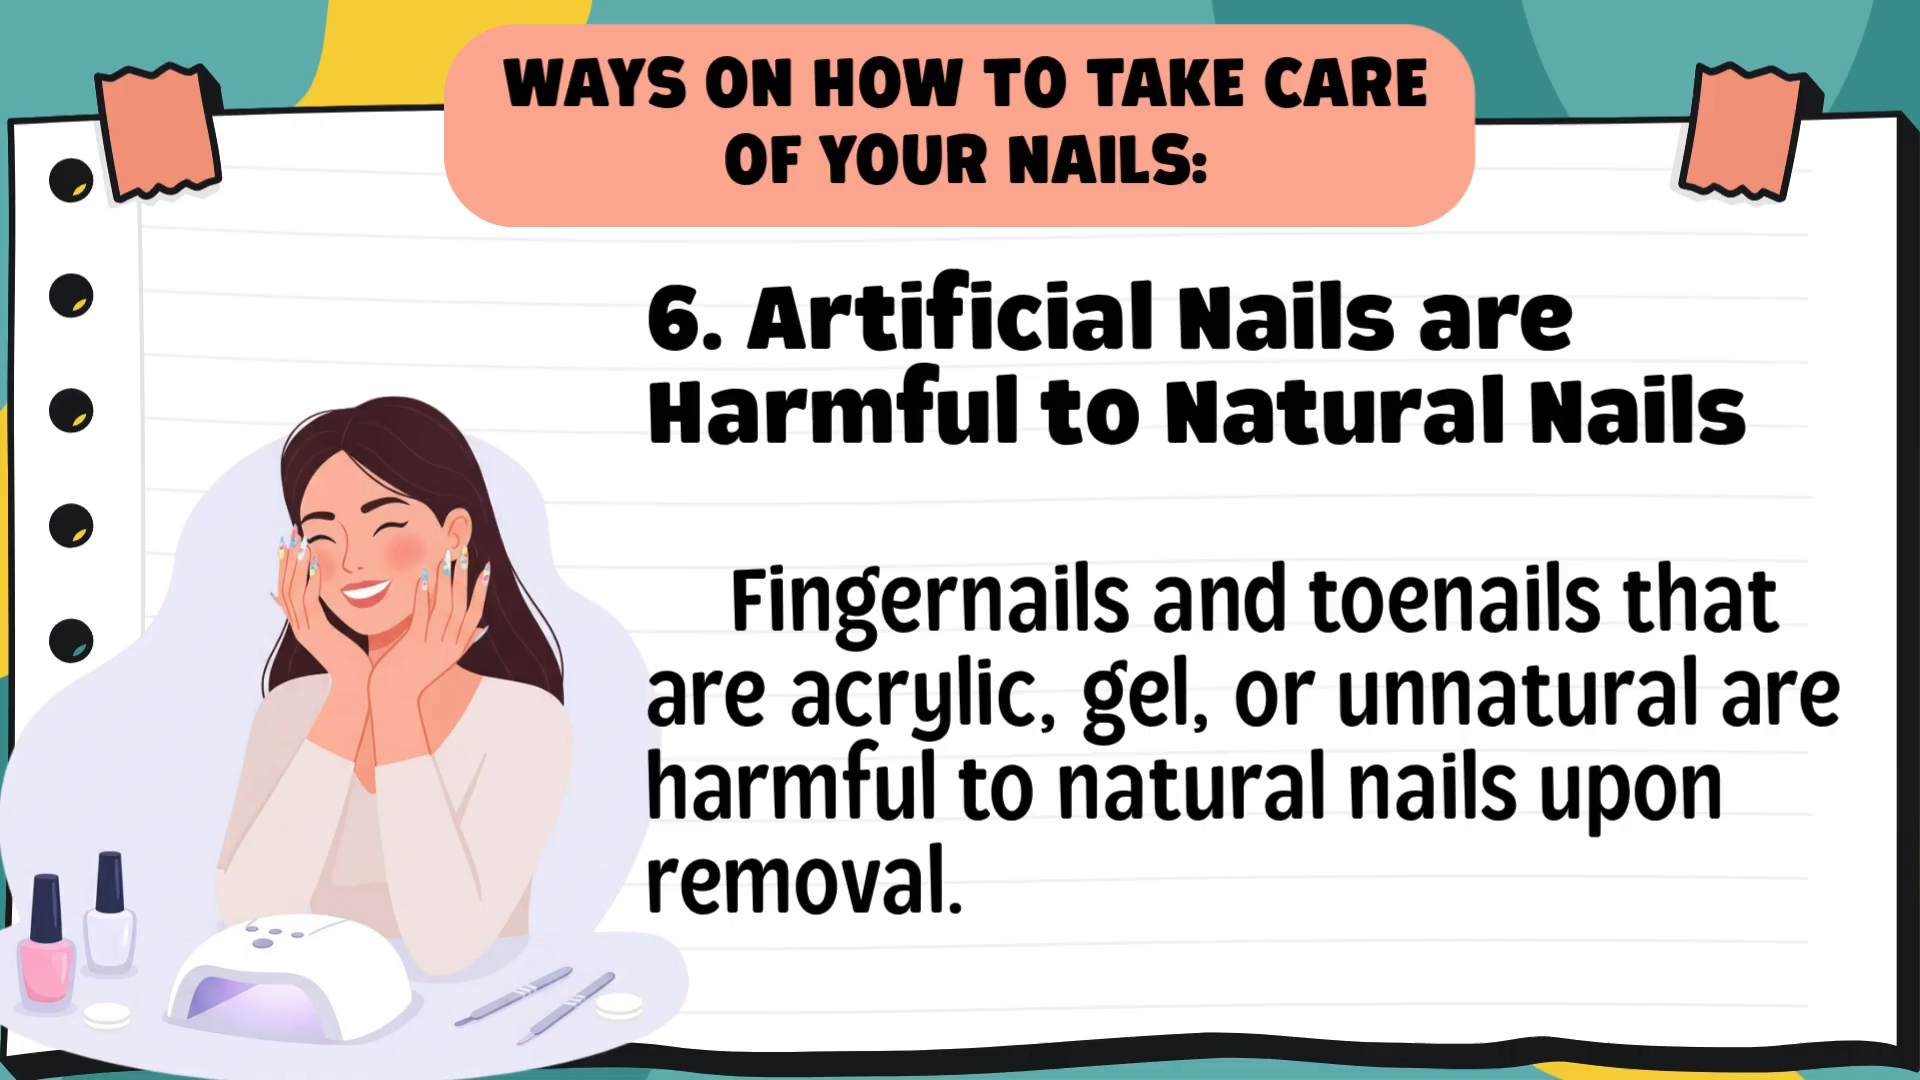 WAYS ON HOW TO TAKE CARE
OF YOUR NAILS:
6. Artificial Nails are
Harmful to Natural Nails
Fingernails and toenails that
are acrylic, gel, or unnatural are
harmful to natural nails upon
removal.